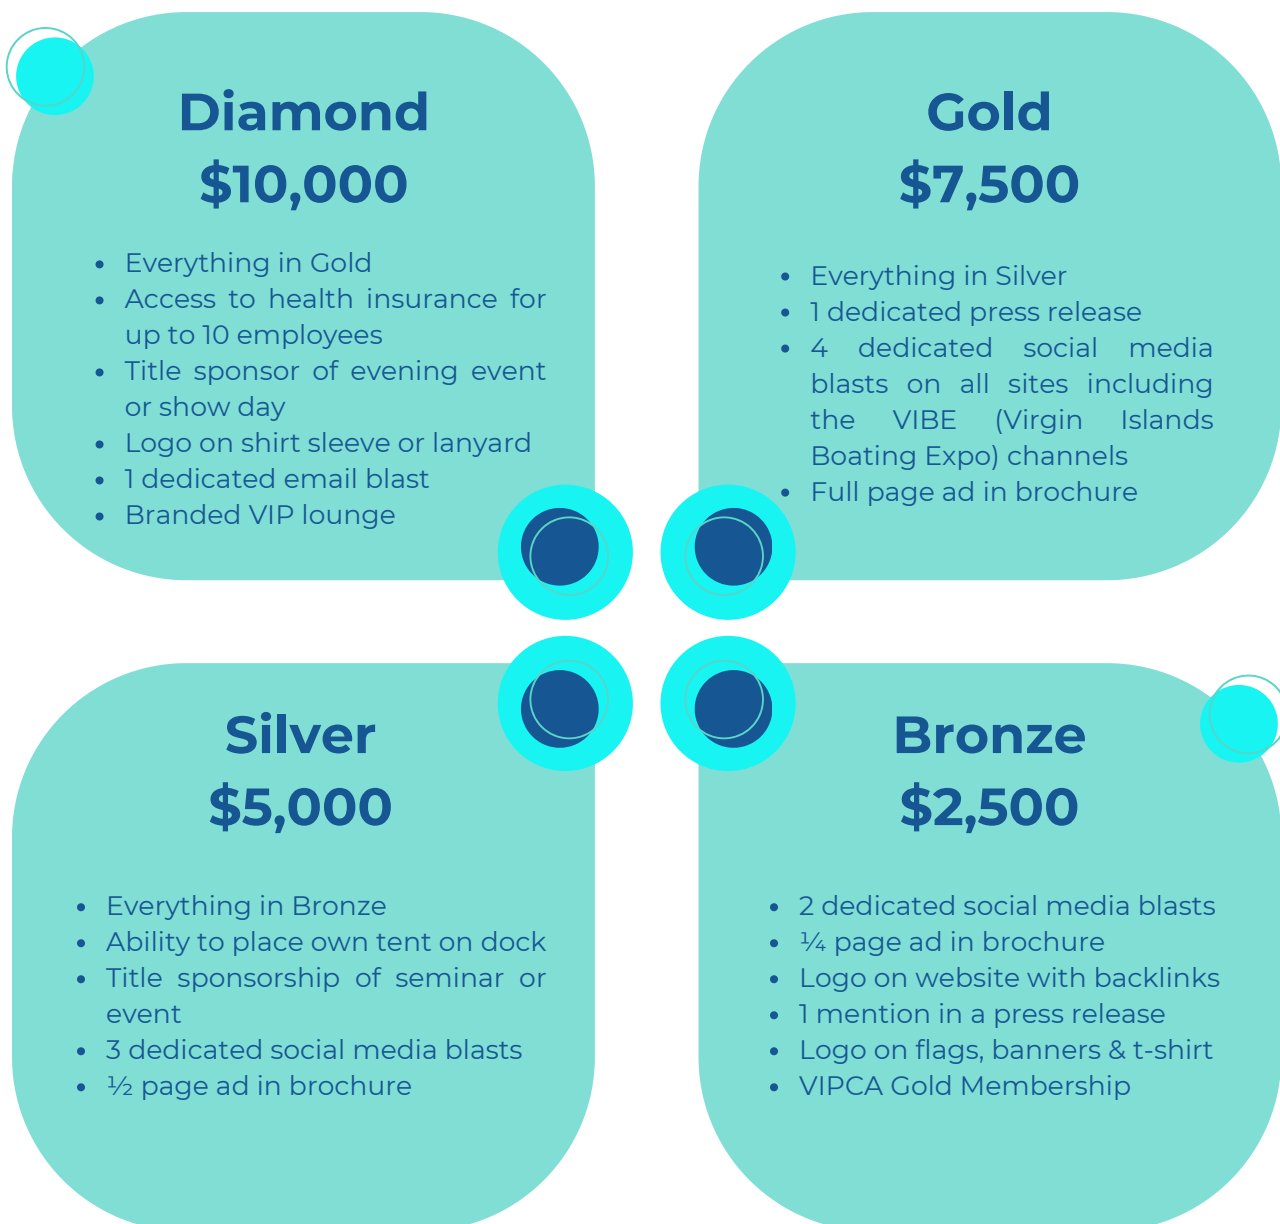 Diamond
$10,000
• Everything in Gold
• Access to health insurance for
up to 10 employees
• Title sponsor of evening event
or show day
• Logo on shirt sleeve or lanyard
• 1 dedicated email blast
• Branded VIP lounge
Gold
$7,500
• Everything in Silver
• 1 dedicated press release
• 4 dedicated social media
blasts on all sites including
the VIBE (Virgin Islands
Boating Expo) channels
• Full page ad in brochure
Silver
$5,000
• Everything in Bronze
• Ability to place own tent on dock
• Title sponsorship of seminar or
event
• 3 dedicated social media blasts
• ½ page ad in brochure
Bronze
$2,500
• 2 dedicated social media blasts
• ¼ page ad in brochure
• Logo on website with backlinks
• 1 mention in a press release
• Logo on flags, banners & t-shirt
• VIPCA Gold Membership